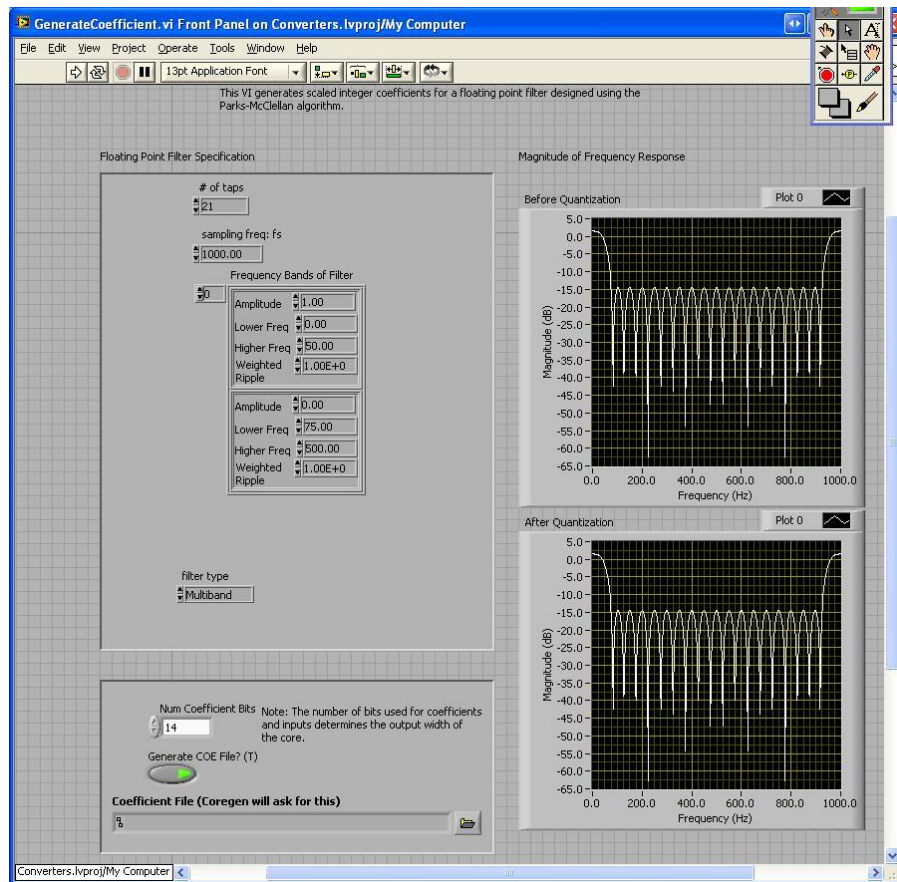 GenerateCoefficient.vi Front Panel on Converters.lvproj/My Computer
File Edit View Project Operate Tools Window Help
13pt Application Font
This VI generates scaled integer coefficients for a floating point filter designed using the
Parks-McClellan algorithm.
Floating Point Filter Specification
# of taps
21
sampling freq: fs
1000.00
Frequency Bands of Filter
0
Amplitude 1.00
Lower Freq 0.00
Higher Freq 50.00
Weighted 1.00E+0
Ripple
Amplitude 0.00
Lower Freq 75.00
Higher Freq 500.00
Weighted 1.00E+0
Ripple
filter type
Multiband
Num Coefficient Bits
14
Note: The number of bits used for coefficients
and inputs determines the output width of
the core.
Generate COE File? (T)
Coefficient File (Coregen will ask for this)
Magnitude of Frequency Response
Before Quantization
Plot 0
5.0
0.0
-5.0
-10.0
-15.0
-20.0
-25.0
-30.0
-35.0
-40.0
-45.0
-50.0
-55.0
-60.0
-65.0
Magnitude (dB)
0.0 200.0 400.0 600.0 800.0 1000.0
Frequency (Hz)
After Quantization
Plot 0
5.0
0.0
-5.0
-10.0
-15.0
-20.0
-25.0
-30.0
-35.0
-40.0
-45.0
-50.0
-55.0
-60.0
-65.0
Magnitude (dB)
0.0 200.0 400.0 600.0 800.0 1000.0
Frequency (Hz)
Converters.lvproj/My Computer